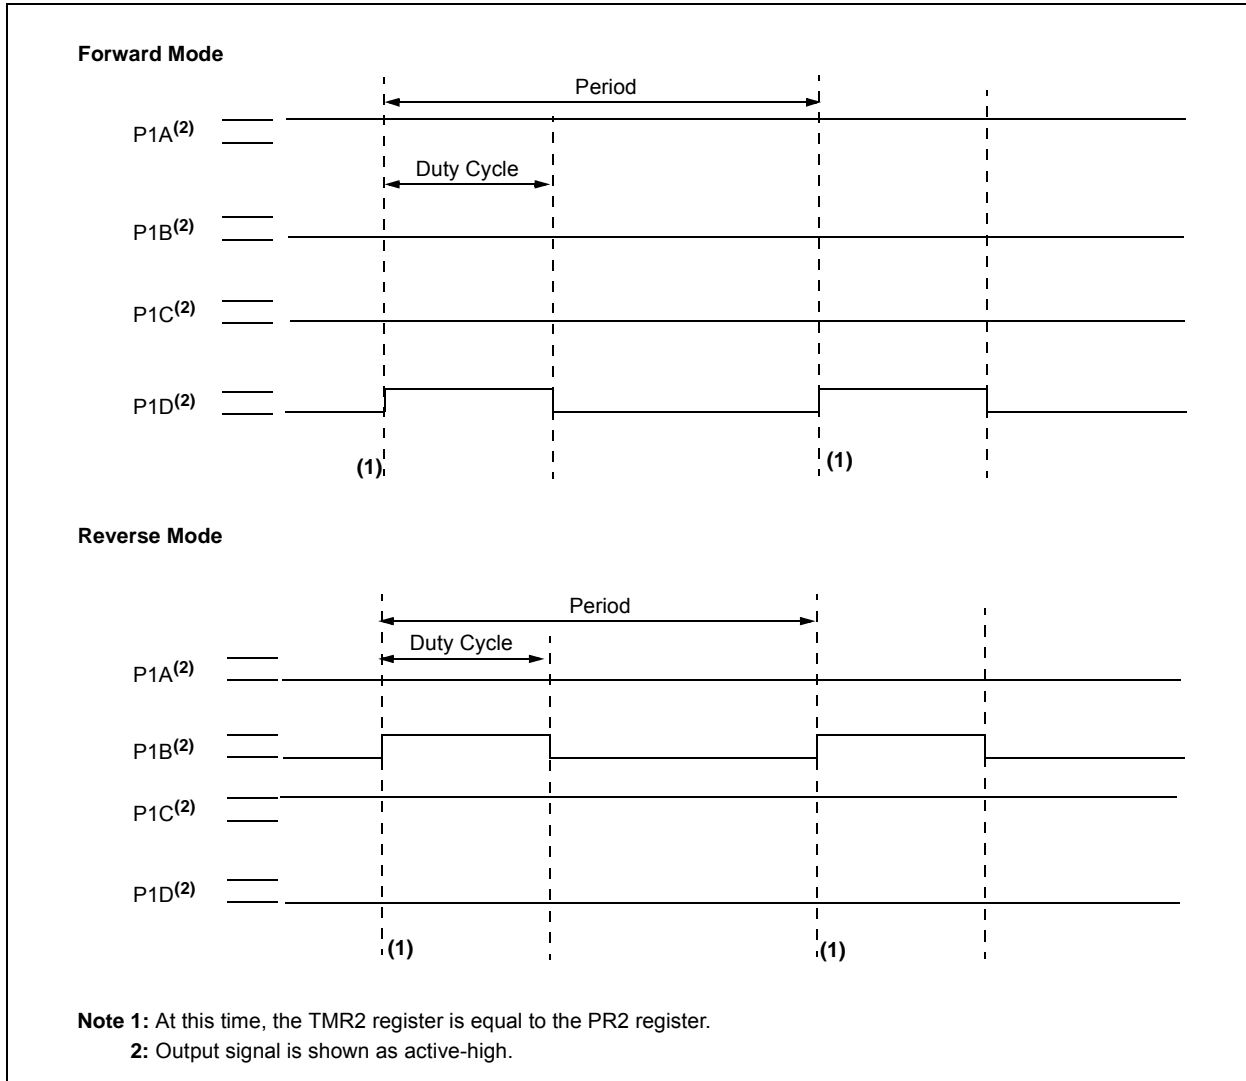 Forward Mode
Period
P1A(2)
Duty Cycle
P1B(2)
P1C(2)
P1D(2)
(1)
(1)
Reverse Mode
Period
Duty Cycle
P1A(2)
P1B(2)
P1C(2)
P1D(2)
(1)
(1)
Note 1: At this time, the TMR2 register is equal to the PR2 register.
2: Output signal is shown as active-high.